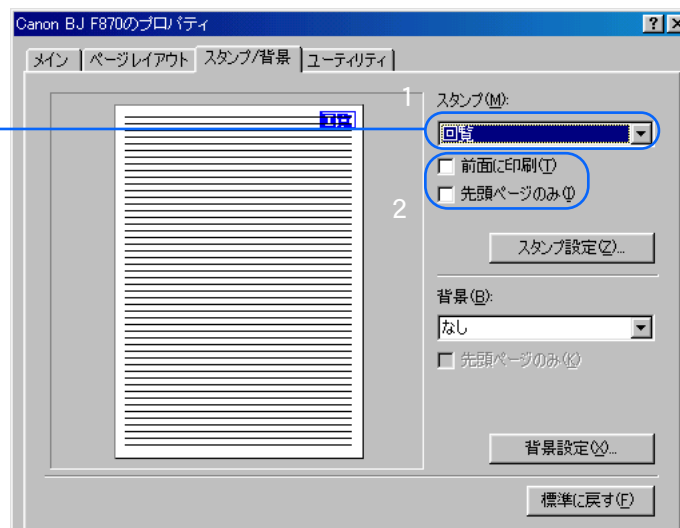 Canon BJ F870のプロパティ
メイン
ページレイアウト
スタンプ/背景
ユーティリティ
回覧
1
スタンプ(M):
回覧
前面に印刷(T)
先頭ページのみ(I)
2
スタンプ設定(Z)...
背景(B):
なし
先頭ページのみ(K)
背景設定(X)...
標準に戻す(F)